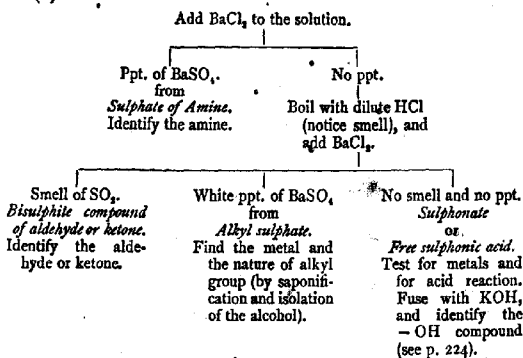 Add BaCl₂ to the solution.
Ppt. of BaSO₄.
from
Sulphate of Amine.
Identify the amine.
No ppt.
Boil with dilute HCl
(notice smell), and
add BaCl₂.
Smell of SO₂.
Bisulphite compound
of aldehyde or ketone.
Identify the alde-
hyde or ketone.
White ppt. of BaSO₄
from
Alkyl sulphate.
Find the metal and
the nature of alkyl
group (by saponifi-
cation and isolation
of the alcohol).
No smell and no ppt.
Sulphonate
or
Free sulphonic acid.
Test for metals and
for acid reaction.
Fuse with KOH,
and identify the
—OH compound
(see p. 224).